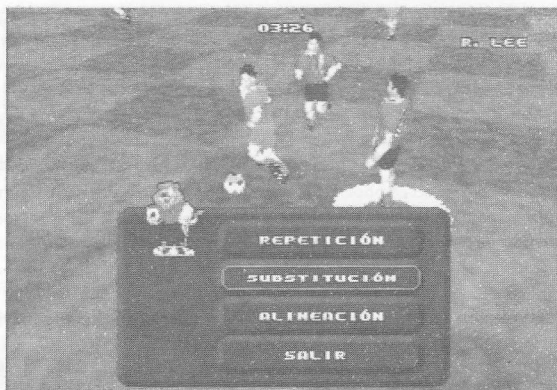 03:26
R. LEE
REPETICIÓN
SUBSTITUCIÓN
ALINEACIÓN
SALIR